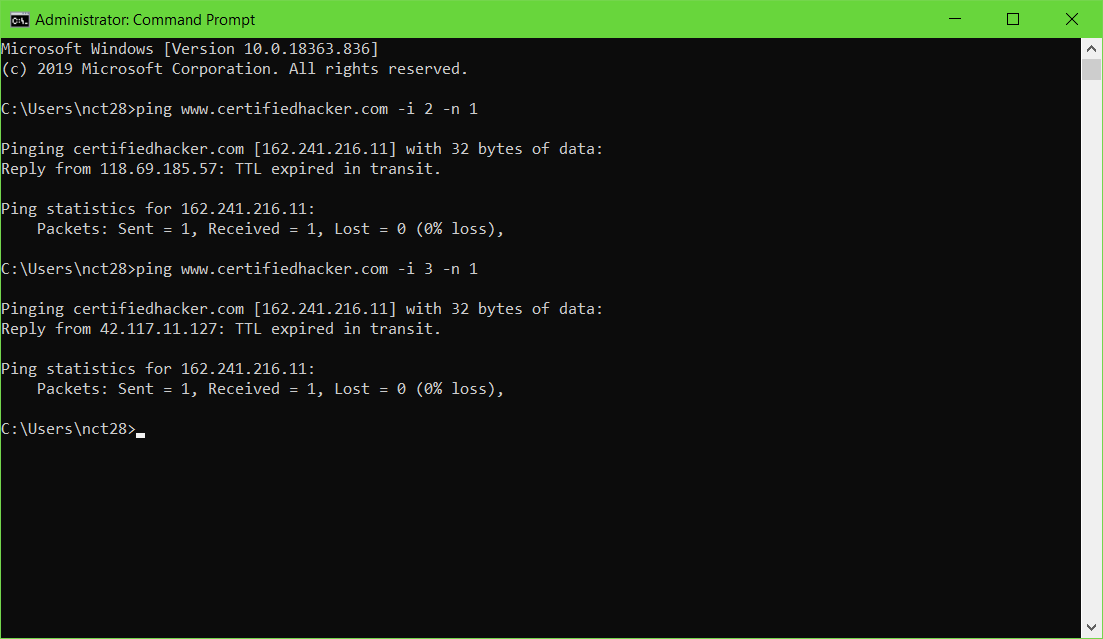 Administrator: Command Prompt
Microsoft Windows [Version 10.0.18363.836]
(c) 2019 Microsoft Corporation. All rights reserved.
C:\Users\nct28>ping www.certifiedhacker.com -i 2 -n 1
Pinging certifiedhacker.com [162.241.216.11] with 32 bytes of data:
Reply from 118.69.185.57: TTL expired in transit.
Ping statistics for 162.241.216.11:
    Packets: Sent = 1, Received = 1, Lost = 0 (0% loss),
C:\Users\nct28>ping www.certifiedhacker.com -i 3 -n 1
Pinging certifiedhacker.com [162.241.216.11] with 32 bytes of data:
Reply from 42.117.11.127: TTL expired in transit.
Ping statistics for 162.241.216.11:
    Packets: Sent = 1, Received = 1, Lost = 0 (0% loss),
C:\Users\nct28>